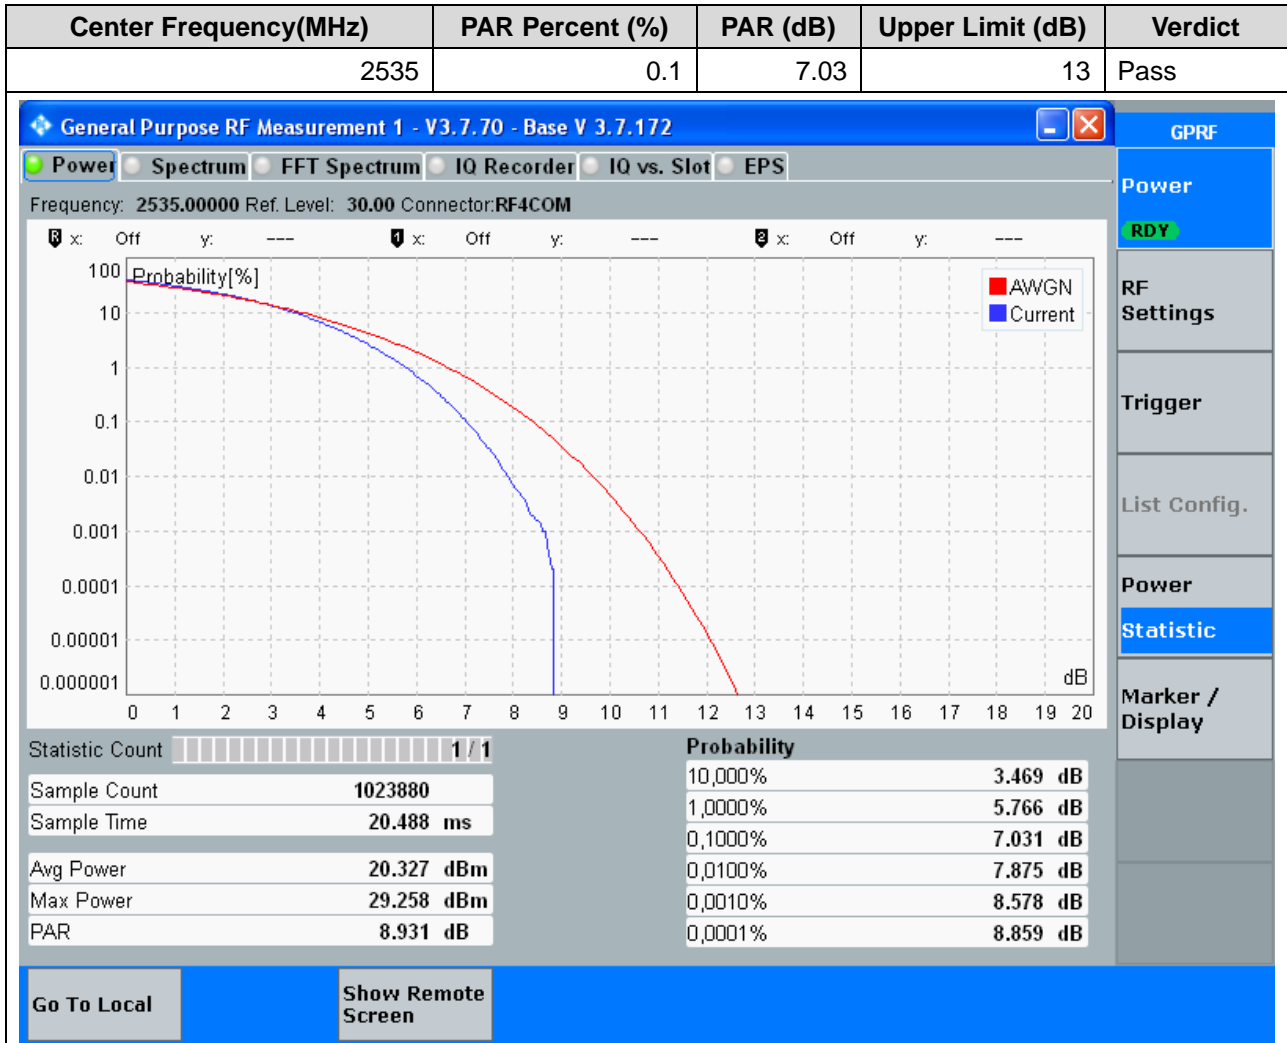 Center Frequency(MHz) PAR Percent (%) PAR (dB) Upper Limit (dB) Verdict
2535 0.1 7.03 13 Pass
General Purpose RF Measurement 1 - V3.7.70 - Base V 3.7.172
GPRF
Power Spectrum FFT Spectrum IQ Recorder IQ vs. Slot EPS
Power
RDY
Frequency: 2535.00000 Ref. Level: 30.00 Connector:RF4COM
R x: Off y: --- 1 x: Off y: --- 2 x: Off y: ---
Probability[%]
AWGN
Current
100
10
1
0.1
0.01
0.001
0.0001
0.00001
0.000001
dB
0 1 2 3 4 5 6 7 8 9 10 11 12 13 14 15 16 17 18 19 20
RF
Settings
Trigger
List Config.
Power
Statistic
Marker /
Display
Statistic Count 1 / 1
Sample Count 1023880
Sample Time 20.488 ms
Avg Power 20.327 dBm
Max Power 29.258 dBm
PAR 8.931 dB
Probability
10,000% 3.469 dB
1,0000% 5.766 dB
0,1000% 7.031 dB
0,0100% 7.875 dB
0,0010% 8.578 dB
0,0001% 8.859 dB
Go To Local
Show Remote
Screen